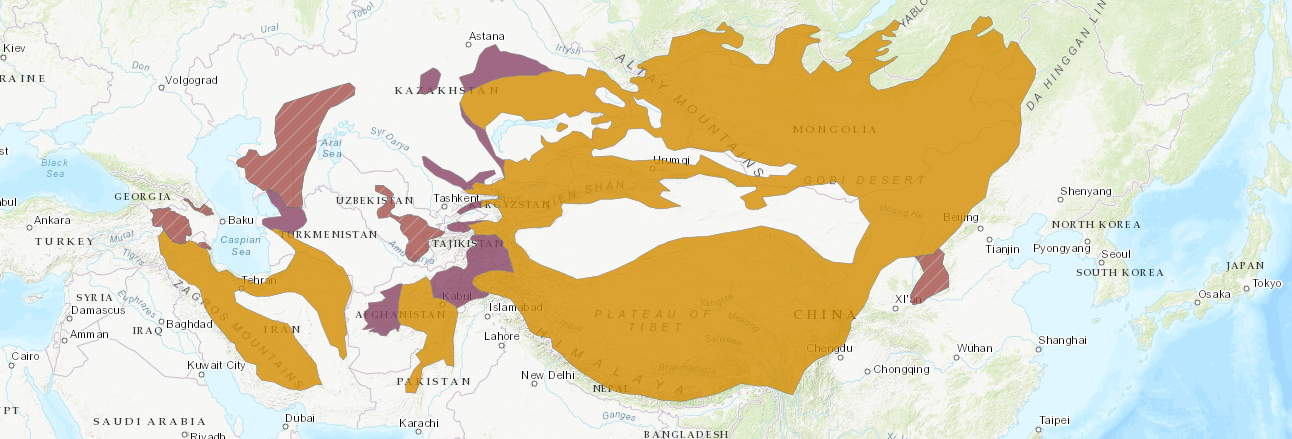 Kiev
RAINE
Don
Volgograd
Ural
Tobol
Astana
Irtysh
KAZAKHSTAN
ALTAY MOUNTAINS
YABLO
DA HINGGAN LIN
MONGOLIA
st
Black
Sea
Aral
Sea
Syr Darya
Urumqi
GOBI DESERT
TIEN SHAN
nbul
Ankara
TURKEY
GEORGIA
Baku
Caspian
Sea
UZBEKISTAN
Tashkent
KYRGYZSTAN
TURKMENISTAN
Amu Darya
TAJIKISTAN
Huang He
Beijing
Tianjin
Shenyang
NORTH KOREA
Pyongyang
Seoul
SOUTH KOREA
JAPAN
Tokyo
Osaka
Murat
Tigris
Euphrates
SYRIA
Damascus
IRAQ
Baghdad
Amman
Tehran
ZAGROS MOUNTAINS
IRAN
Kabul
AFGHANISTAN
Islamabad
Lahore
PLATEAU OF
TIBET
Yangtze
Mekong
Salween
Brahmaputra
CHINA
Xi'an
Cairo
Kuwait City
PAKISTAN
New Delhi
HIMALAYA
NEPAL
Chengdu
Chongqing
Wuhan
Shanghai
PT
SAUDI ARABIA
Riyadh
Dubai
Karachi
Ganges
BANGLADESH
Xi
Taipei